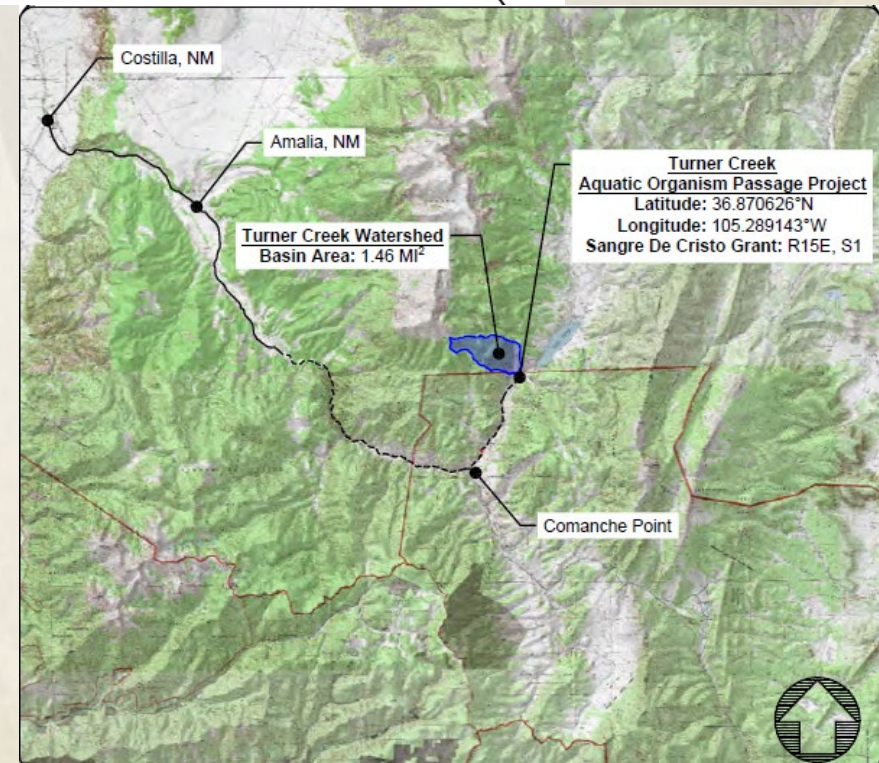 Costilla, NM
Amalia, NM
Turner Creek
Aquatic Organism Passage Project
Latitude: 36.870626°N
Longitude: 105.289143°W
Sangre De Cristo Grant: R15E, S1
Turner Creek Watershed
Basin Area: 1.46 MI²
Comanche Point